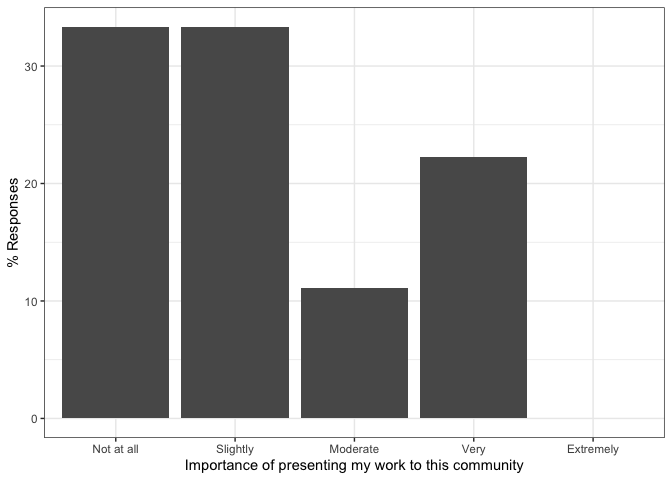 % Responses
30
20
10
0
Not at all
Slightly
Moderate
Very
Extremely
Importance of presenting my work to this community